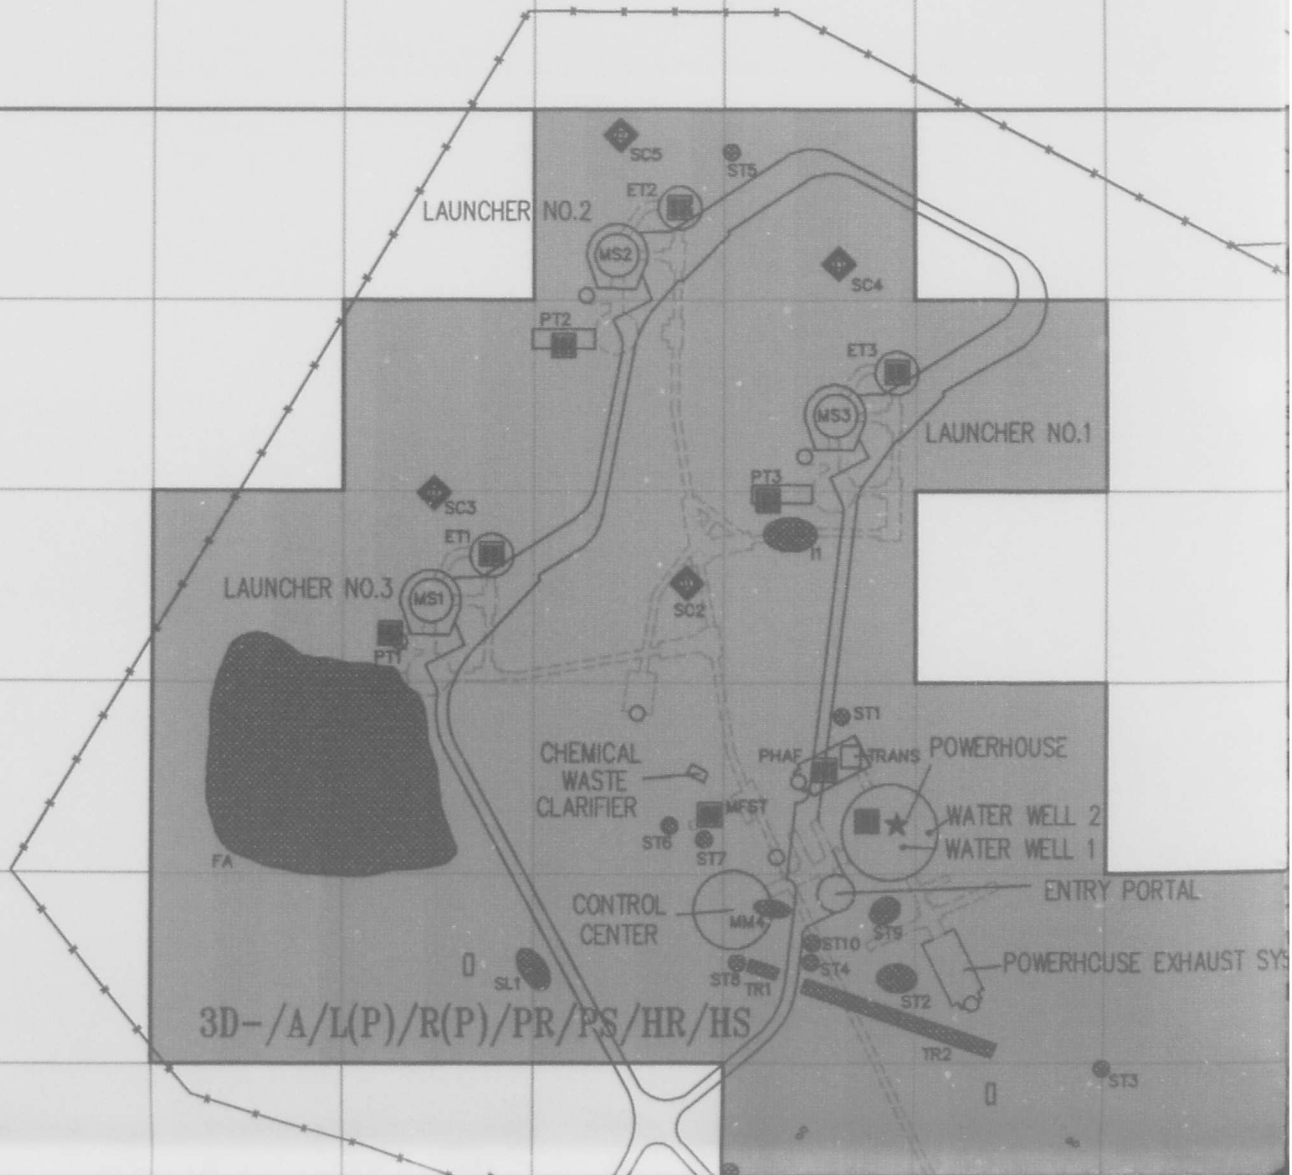 SC5
ST5
ET2
LAUNCHER NO.2
MS2
SC4
PT2
ET3
MS3
LAUNCHER NO.1
PT3
SC3
ET1
I1
LAUNCHER NO.3
MS1
SC2
PT1
ST1
CHEMICAL
WASTE
CLARIFIER
PHAF
TRANS
POWERHOUSE
MFST
WATER WELL 2
ST6
ST7
WATER WELL 1
FA
ENTRY PORTAL
CONTROL
CENTER
MM4
ST9
ST10
ST4
POWERHOUSE EXHAUST SYS
SL1
ST8
TR1
ST2
3D-/A/L(P)/R(P)/PR/PS/HR/HS
TR2
ST3